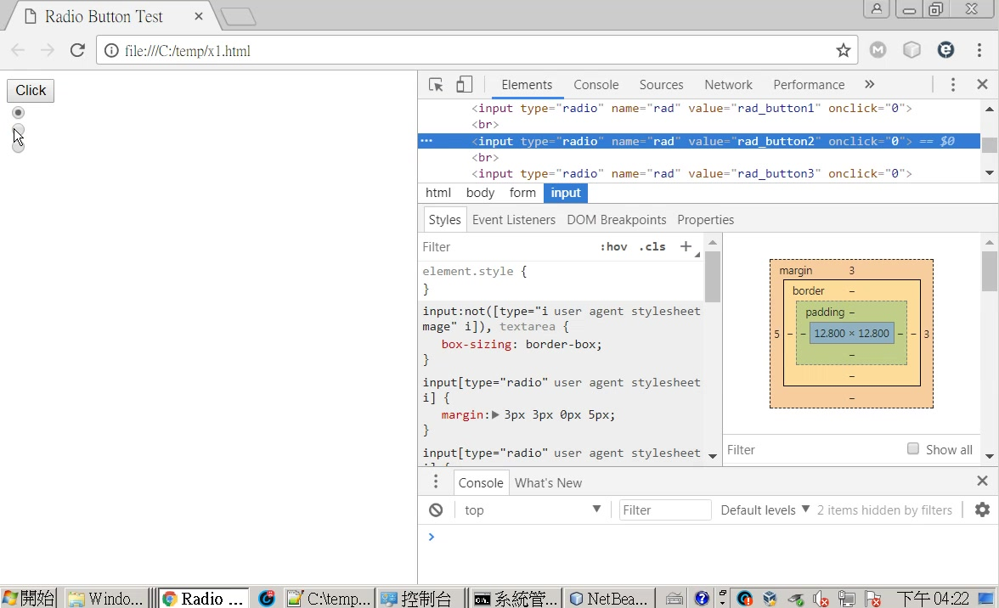 Radio Button Test
file:///C:/temp/x1.html
Click
Elements Console Sources Network Performance
<input type="radio" name="rad" value="rad_button1" onclick="0">
<br>
<input type="radio" name="rad" value="rad_button2" onclick="0"> == $0
<br>
<input type="radio" name="rad" value="rad_button3" onclick="0">
html body form input
Styles Event Listeners DOM Breakpoints Properties
Filter :hov .cls +
element.style {
}
input:not([type="i user agent stylesheet
mage" i]), textarea {
box-sizing: border-box;
}
input[type="radio" user agent stylesheet
i] {
margin: 3px 3px 0px 5px;
}
input[type="radio" user agent stylesheet
i] {
margin 3
border –
padding –
5 – – 12.800 × 12.800 – – 3
–
–
–
Filter Show all
Console What's New
top Filter Default levels 2 items hidden by filters
開始 Windo... Radio ... C:\temp... 控制台 系統管... NetBea... 下午 04:22